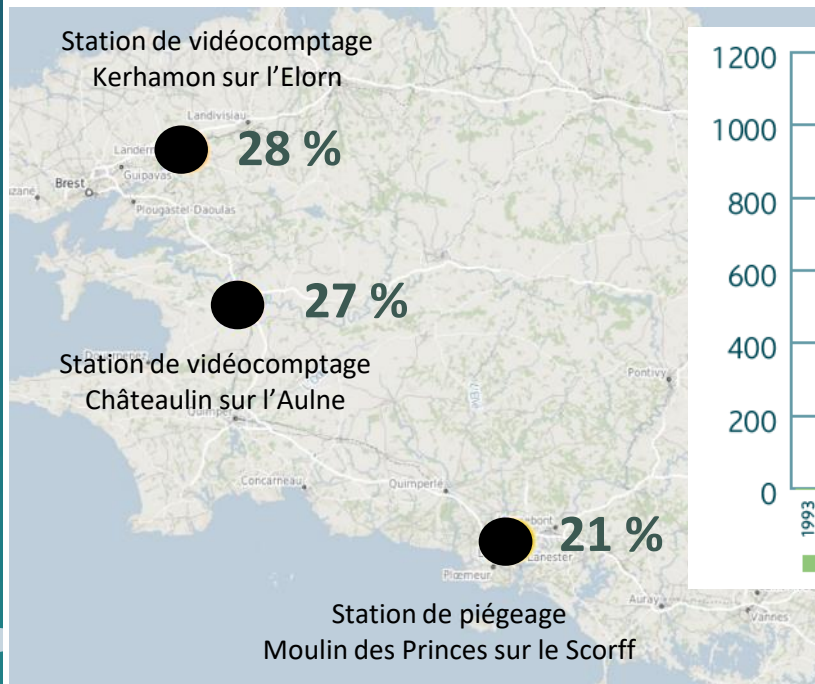 Station de vidéocomptage
Kerhamon sur l'Elorn
Landivisiau
28 %
Guipavas
Brest
Plougastel-Daoulas
27 %
Station de vidéocomptage
Châteaulin sur l'Aulne
Pontivy
Concarneau
Quimperlé
21 %
Lanester
Plœmeur
Auray
Vannes
Station de piégeage
Moulin des Princes sur le Scorff
1200
1000
800
600
400
200
0
1993